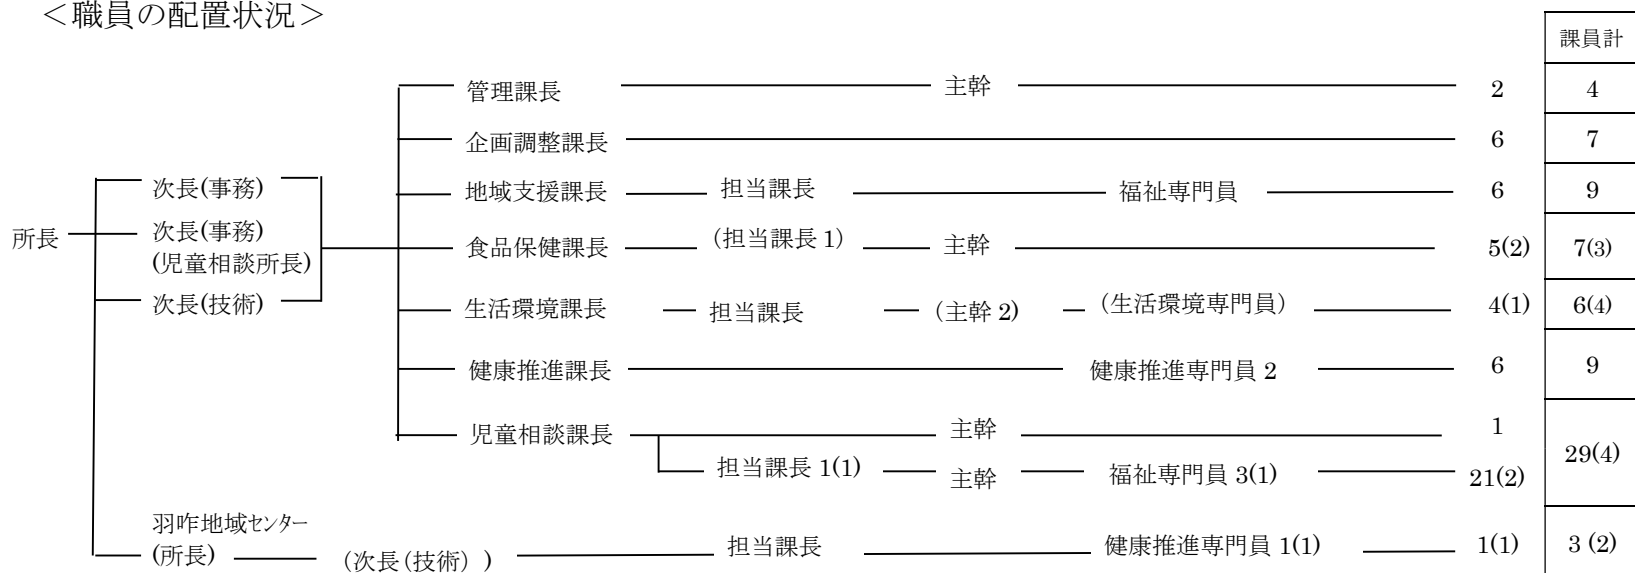 ＜職員の配置状況＞
課員計
管理課長 主幹 2 4
企画調整課長 6 7
次長(事務)
地域支援課長 担当課長 福祉専門員 6 9
所長
次長(事務)
(児童相談所長)
食品保健課長 (担当課長 1) 主幹 5(2) 7(3)
次長(技術)
生活環境課長 担当課長 (主幹 2) (生活環境専門員) 4(1) 6(4)
健康推進課長 健康推進専門員 2 6 9
児童相談課長 主幹 1
29(4)
担当課長 1(1) 主幹 福祉専門員 3(1) 21(2)
羽咋地域ｾﾝﾀｰ
(所長) (次長(技術)) 担当課長 健康推進専門員 1(1) 1(1) 3 (2)